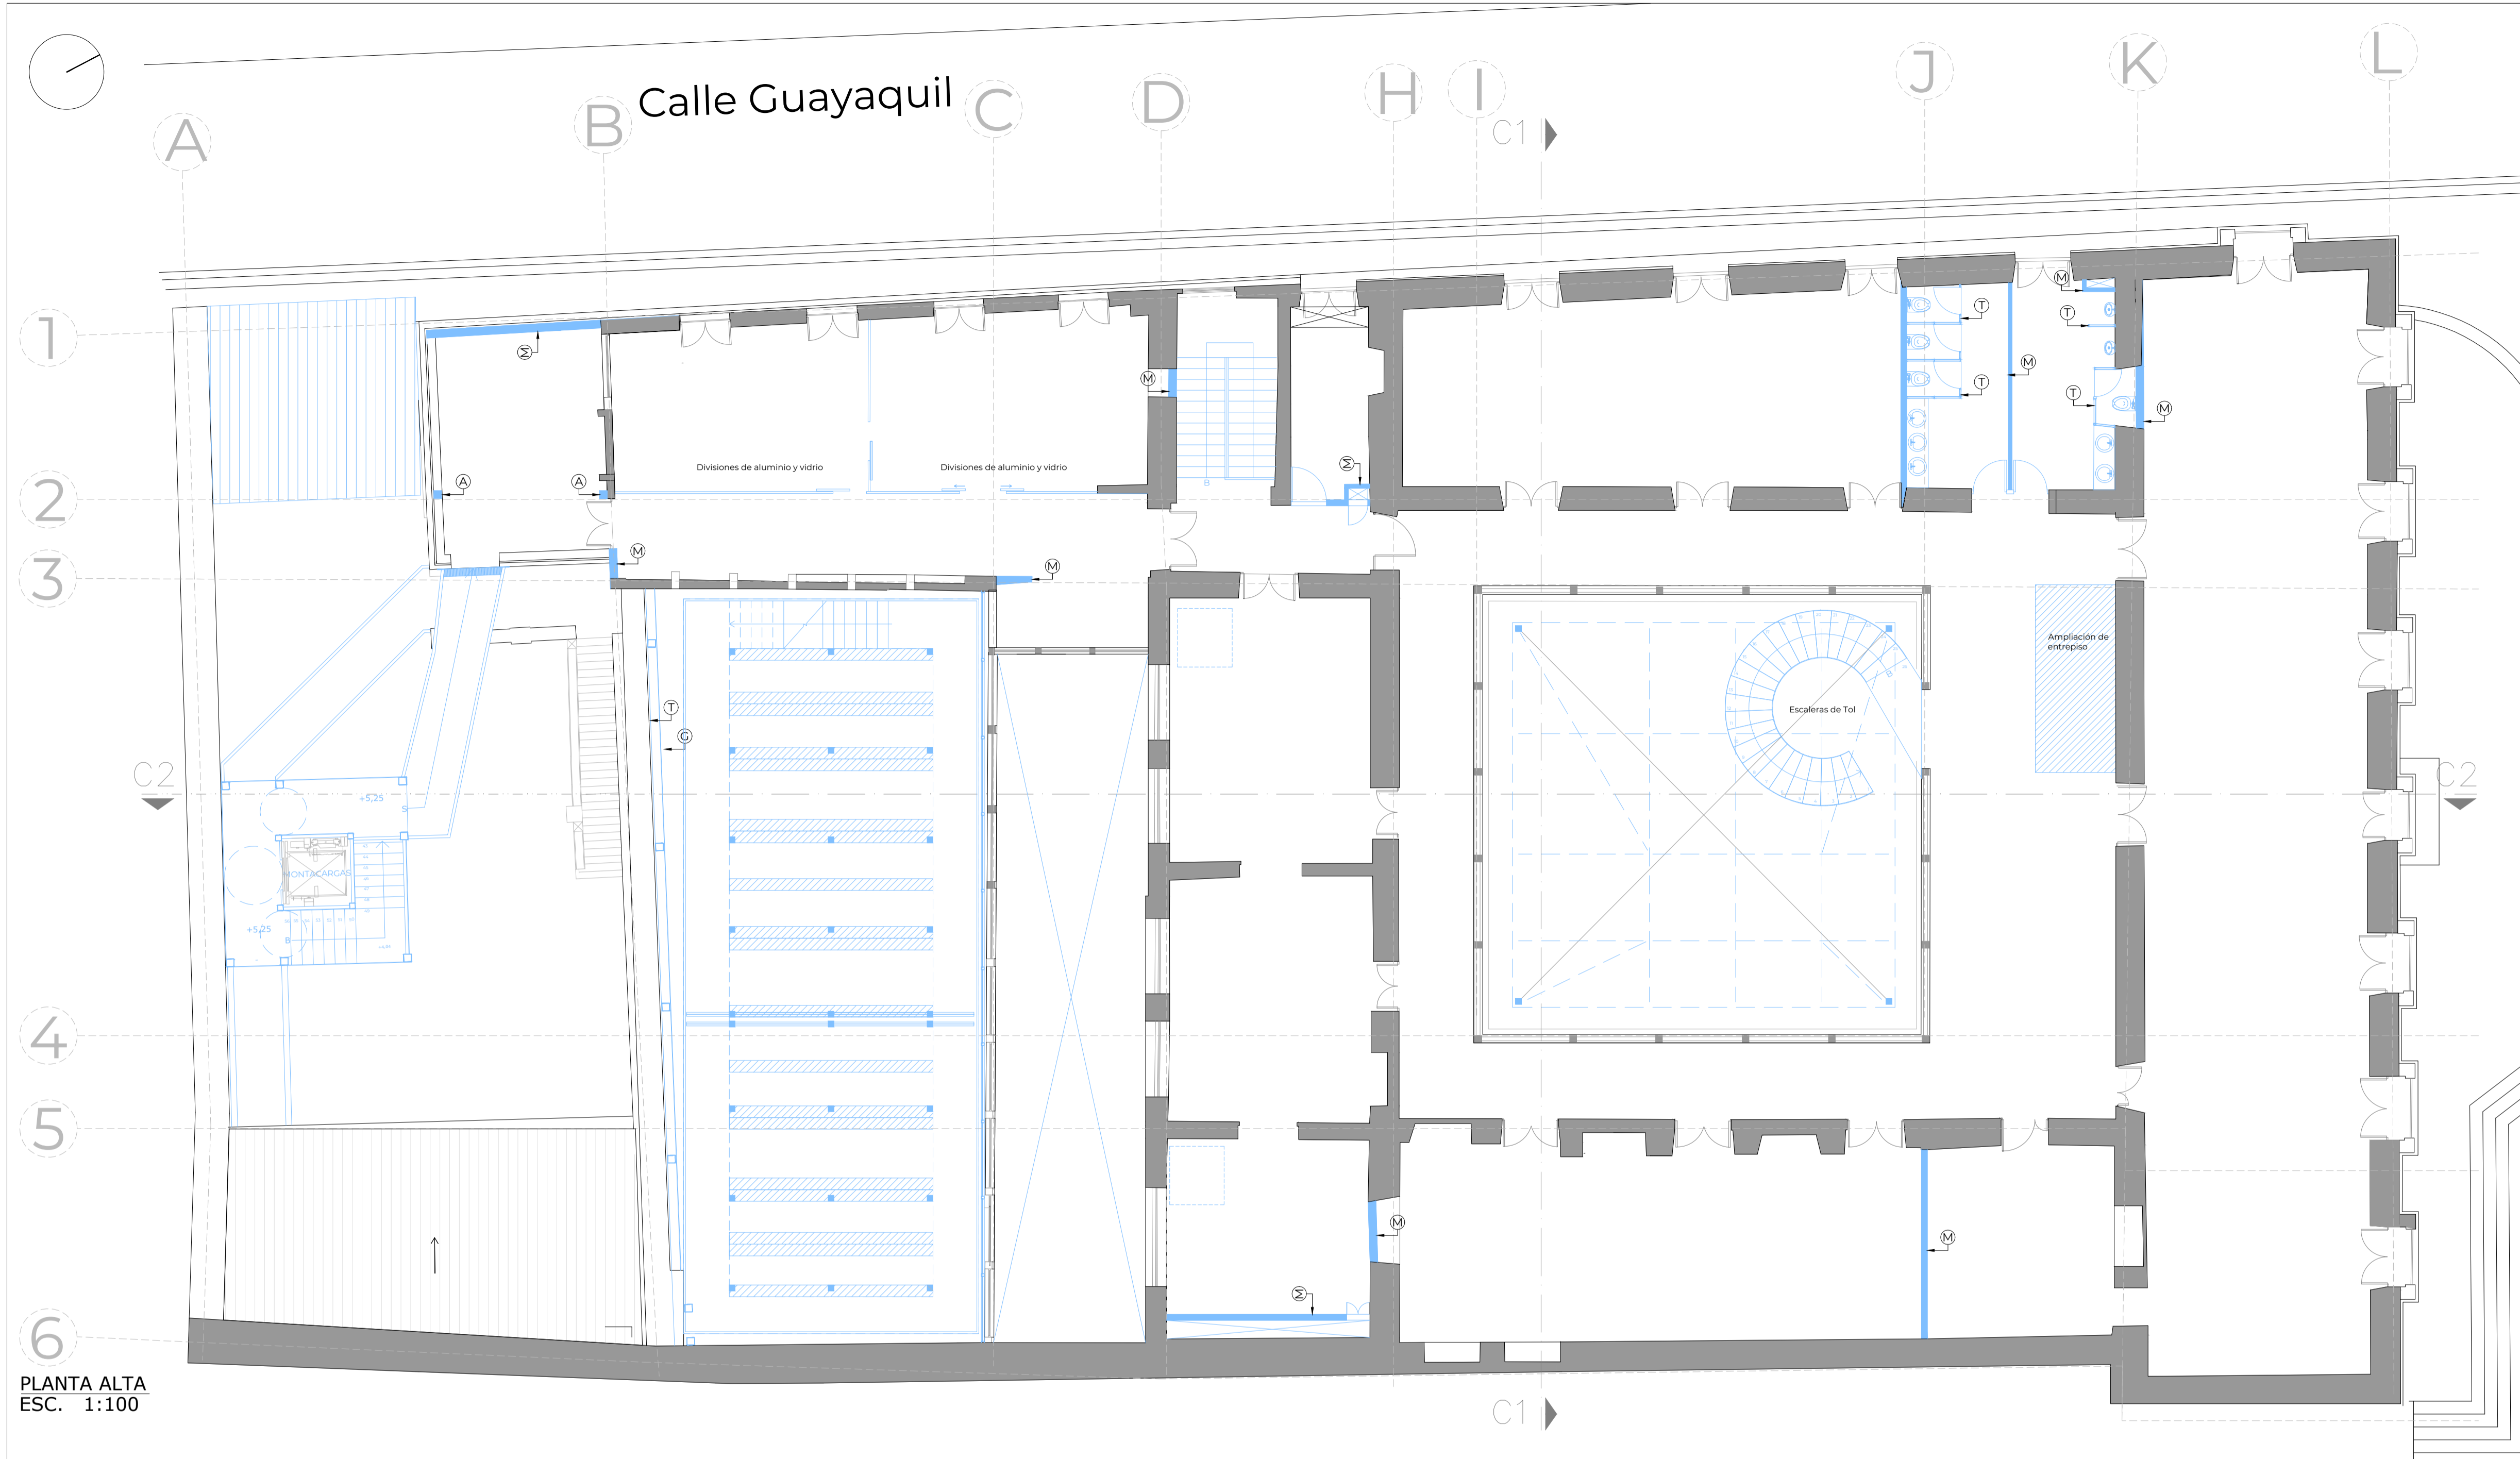 Calle Guayaquil
A
B
C
D
H
I
J
K
L
C1
1
2
3
4
5
6
M
T
M
T
M
T
T
M
M
M
M
A
A
Divisiones de aluminio y vidrio
Divisiones de aluminio y vidrio
B
M
M
Ampliación de
entrepiso
B
Escaleras de Tol
T
G
C2
C2
+5,25
S
MONTACARGAS
+5,25
B
M
M
M
PLANTA ALTA
ESC. 1:100
C1